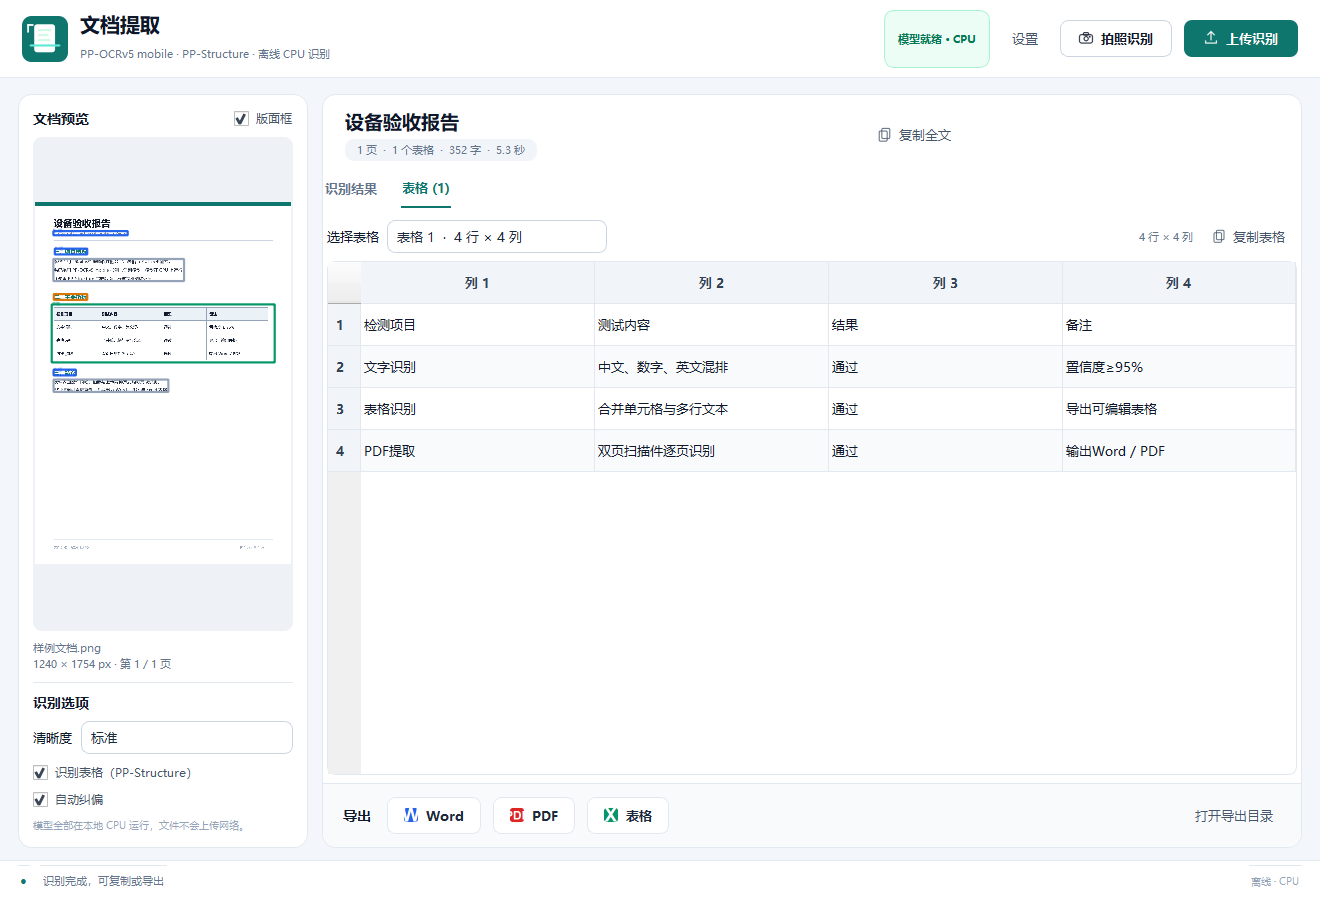 文档提取
PP-OCRv5 mobile · PP-Structure · 离线 CPU 识别
模型就绪 • CPU
设置
拍照识别
上传识别
文档预览
版面框
设备验收报告
样例文档.png
1240 × 1754 px · 第 1 / 1 页
识别选项
清晰度
标准
识别表格（PP-Structure）
自动纠偏
模型全部在本地 CPU 运行，文件不会上传网络。
设备验收报告
1 页 · 1 个表格 · 352 字 · 5.3 秒
复制全文
识别结果
表格 (1)
选择表格
表格 1 · 4 行 × 4 列
4 行 × 4 列
复制表格
列 1 列 2 列 3 列 4
1 检测项目 测试内容 结果 备注
2 文字识别 中文、数字、英文混排 通过 置信度≥95%
3 表格识别 合并单元格与多行文本 通过 导出可编辑表格
4 PDF提取 双页扫描件逐页识别 通过 输出Word / PDF
导出
Word
PDF
表格
打开导出目录
识别完成，可复制或导出
离线 · CPU